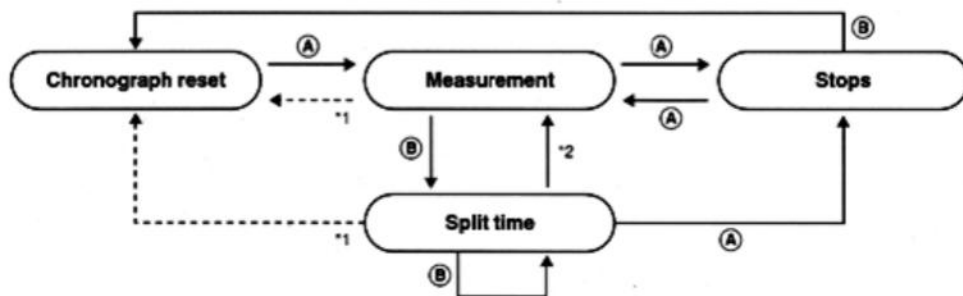 B
Chronograph reset
A
Measurement
A
Stops
*1
A
B
*2
Split time
*1
A
B